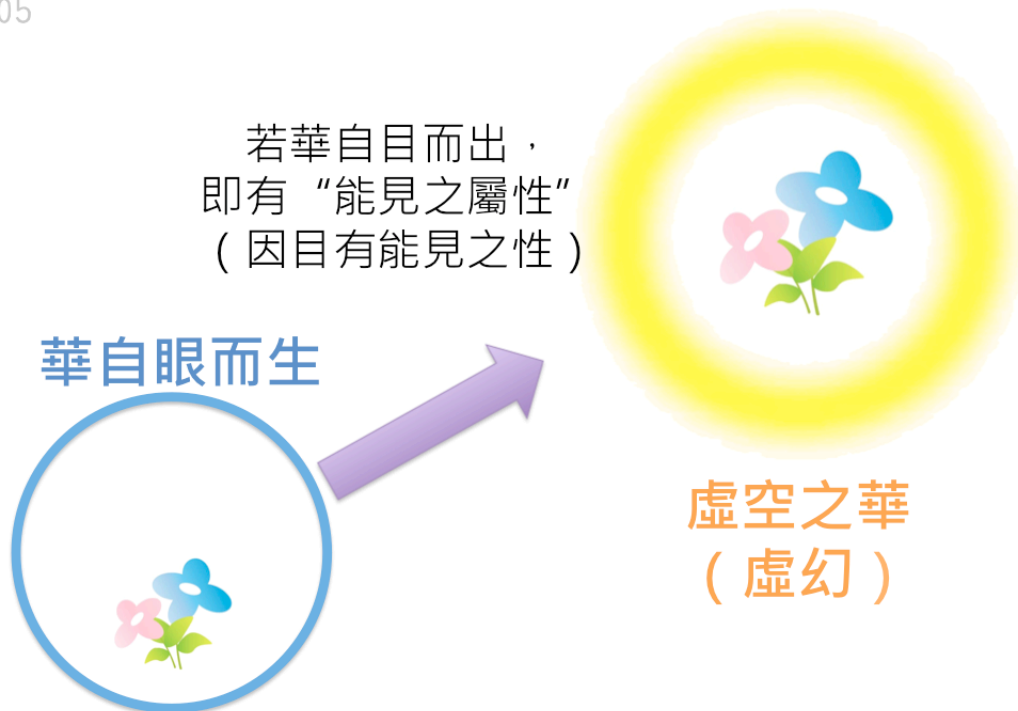 05
若華自目而出，
即有“能見之屬性”
（因目有能見之性）
華自眼而生
虛空之華
（虛幻）